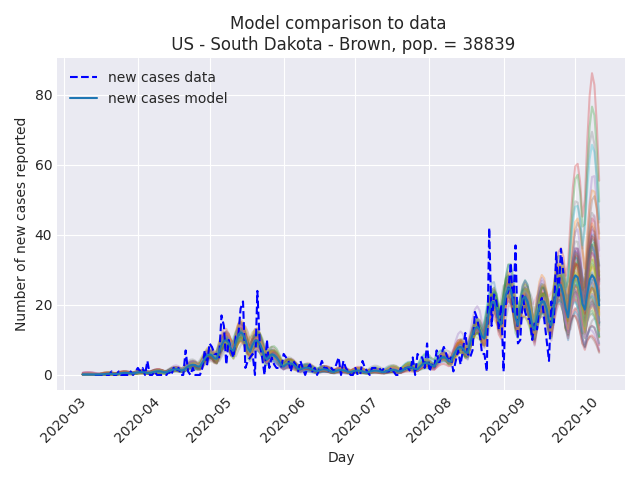 Model comparison to data
US - South Dakota - Brown, pop. = 38839
new cases data
new cases model
Number of new cases reported
80
60
40
20
0
2020-03
2020-04
2020-05
2020-06
2020-07
2020-08
2020-09
2020-10
Day